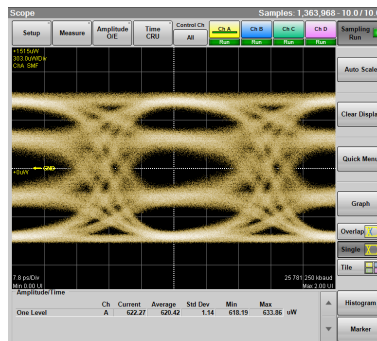 Scope Samples: 1,363,968 - 10.0 / 10.
Setup Measure Amplitude O/E Time CRU Control Ch All Ch A Run Ch B Run Ch C Run Ch D Run Sampling Run
+1515uW
303.0uW/Div
ChA SMF
Auto Scale
Clear Displa
Quick Menu
GND
+0uW
Graph
Overlap
Single
Tile
7.8 ps/Div 25 781 250 kbaud
Min 0.00 UI Max 2.00 UI
Amplitude/Time
Ch Current Average Std Dev Min Max
One Level A 622.27 620.42 1.14 618.19 633.86 uW
Histogram
Marker